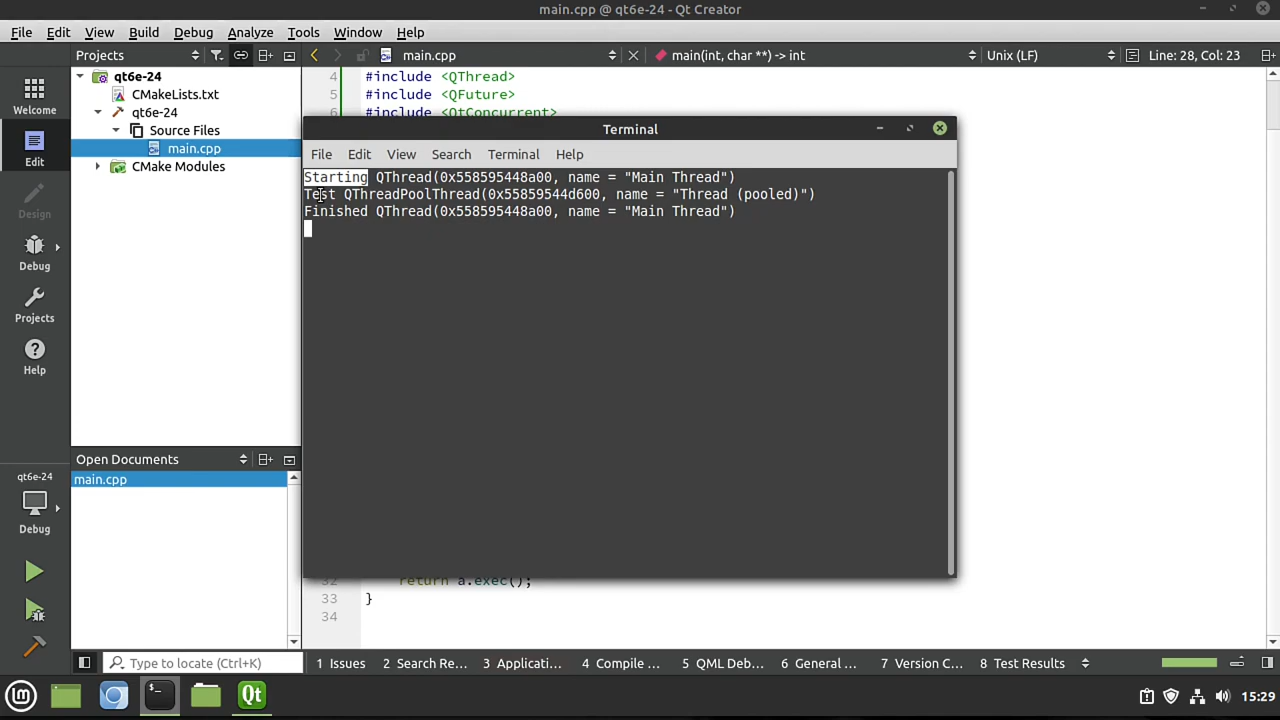 main.cpp @ qt6e-24 - Qt Creator
File Edit View Build Debug Analyze Tools Window Help
Projects main.cpp main(int, char **) -> int Unix (LF) Line: 28, Col: 23
Welcome
Edit
Design
Debug
Projects
Help
qt6e-24
Debug
qt6e-24
CMakeLists.txt
qt6e-24
Source Files
main.cpp
CMake Modules
Open Documents
main.cpp
4 #include <QThread>
5 #include <QFuture>
6 #include <QtConcurrent>
Terminal
File Edit View Search Terminal Help
Starting QThread(0x558595448a00, name = "Main Thread")
Test QThreadPoolThread(0x55859544d600, name = "Thread (pooled)")
Finished QThread(0x558595448a00, name = "Main Thread")
32 return a.exec();
33 }
34
Type to locate (Ctrl+K) 1 Issues 2 Search Re... 3 Applicati... 4 Compile ... 5 QML Deb... 6 General ... 7 Version C... 8 Test Results
Qt 15:29